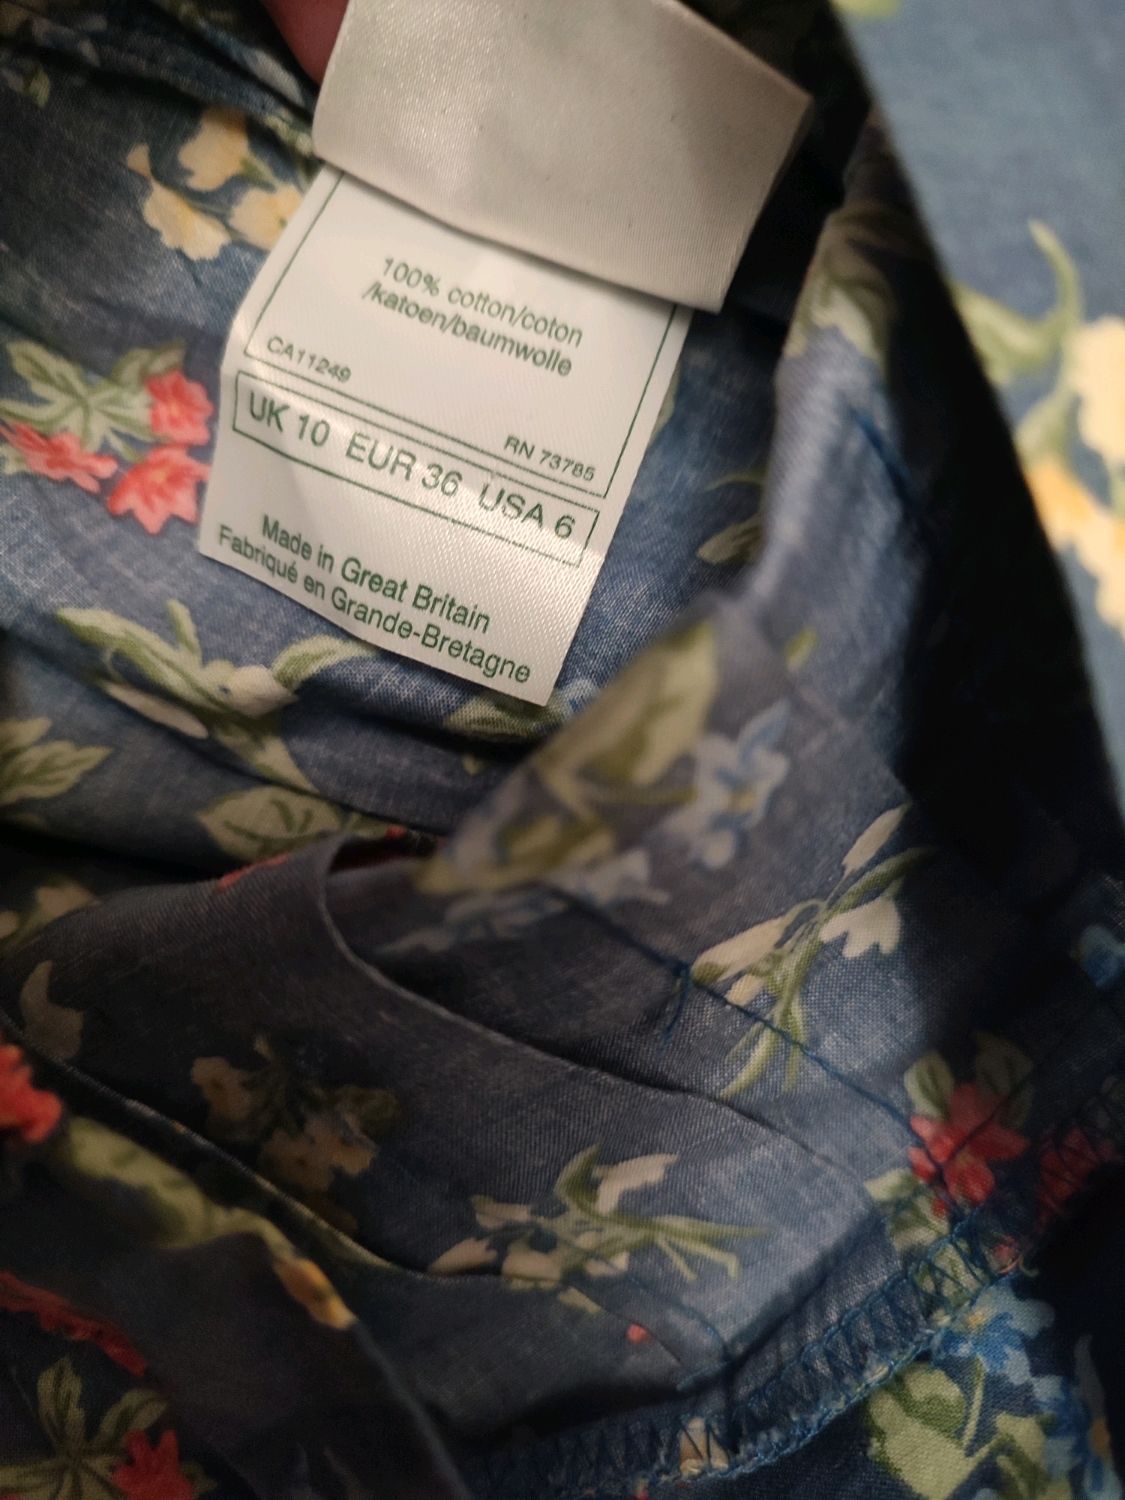 100% cotton/coton
/katoen/baumwolle
CA11249
RN 73785
UK 10 EUR 36 USA 6
Made in Great Britain
Fabriqué en Grande-Bretagne